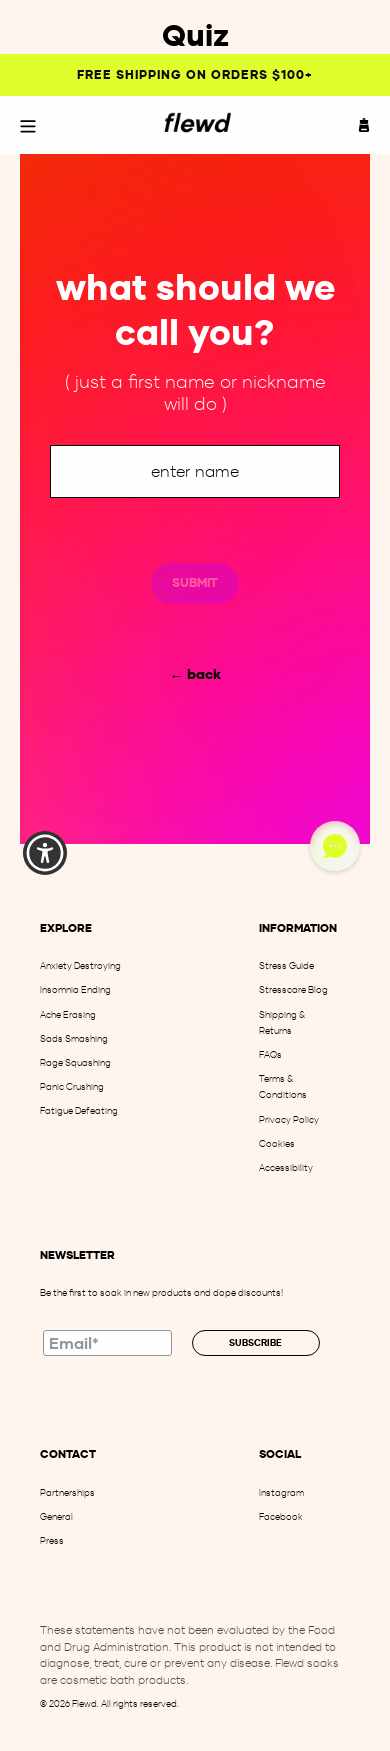 Quiz
FREE SHIPPING ON ORDERS $100+
flewd
what should we
call you?
( just a first name or nickname
will do )
enter name
SUBMIT
← back
EXPLORE
Anxiety Destroying
Insomnia Ending
Ache Erasing
Sads Smashing
Rage Squashing
Panic Crushing
Fatigue Defeating
INFORMATION
Stress Guide
Stresscare Blog
Shipping &
Returns
FAQs
Terms &
Conditions
Privacy Policy
Cookies
Accessibility
NEWSLETTER
Be the first to soak in new products and dope discounts!
Email*
SUBSCRIBE
CONTACT
Partnerships
General
Press
SOCIAL
Instagram
Facebook
These statements have not been evaluated by the Food
and Drug Administration. This product is not intended to
diagnose, treat, cure or prevent any disease. Flewd soaks
are cosmetic bath products.
© 2026 Flewd. All rights reserved.